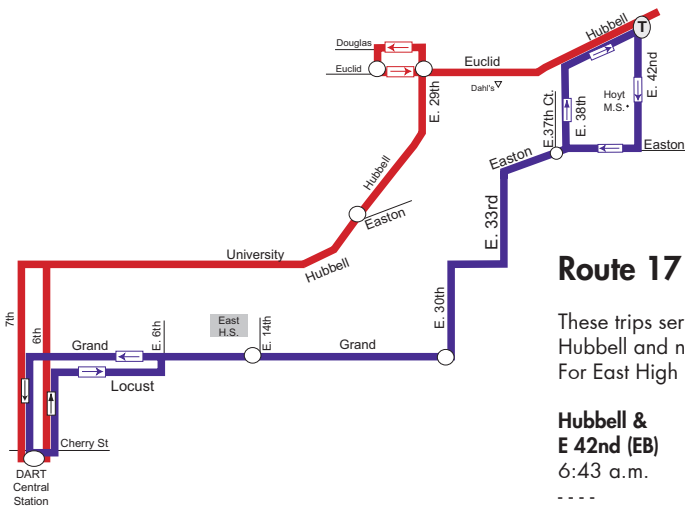 Hubbell
T
Douglas
Euclid
Euclid
Dahl's
E. 29th
E. 42nd
Hoyt
M.S.
E.37th Ct.
E. 38th
Easton
Easton
Hubbell
Easton
E. 33rd
University
Hubbell
7th
6th
Grand
E. 6th
East
H.S.
E. 14th
Grand
E. 30th
Locust
Cherry St
DART
Central
Station
Route 17
These trips ser
Hubbell and n
For East High
Hubbell &
E 42nd (EB)
6:43 a.m.
- - - -